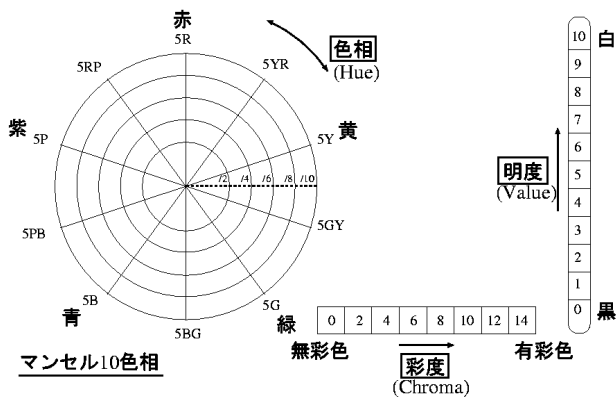 赤
5R
5RP
5YR
色相
(Hue)
紫
5P
5Y
黄
/2 /4 /6 /8 /10
5PB
5GY
青
5B
5G
緑
5BG
マンセル10色相
0 2 4 6 8 10 12 14
無彩色
有彩色
彩度
(Chroma)
明度
(Value)
10
白
9
8
7
6
5
4
3
2
1
0
黒